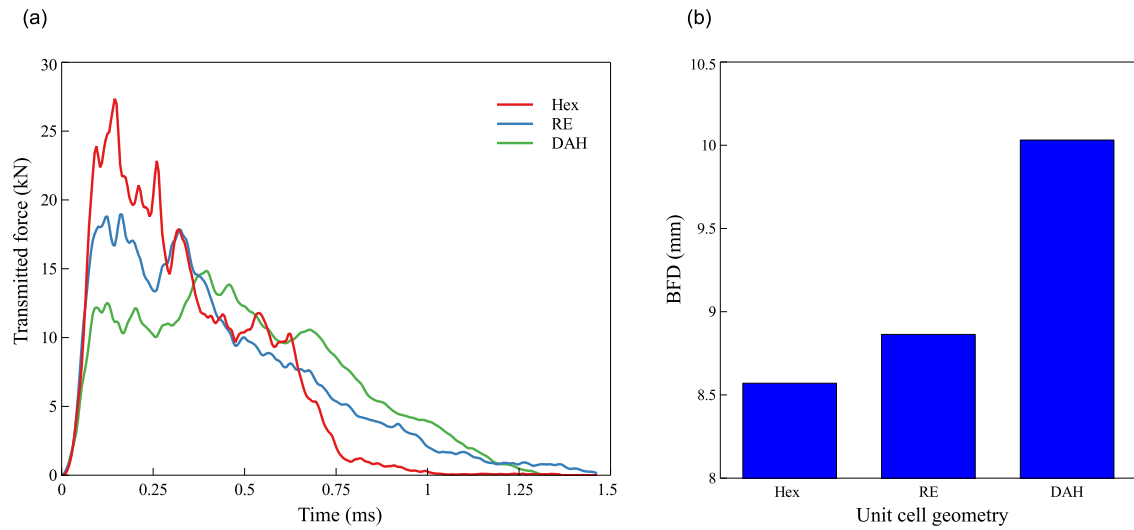 (a)
Transmitted force (kN)
30
25
20
15
10
5
0
0 0.25 0.5 0.75 1 1.25 1.5
Time (ms)
Hex
RE
DAH
(b)
BFD (mm)
10.5
10
9.5
9
8.5
8
Hex RE DAH
Unit cell geometry